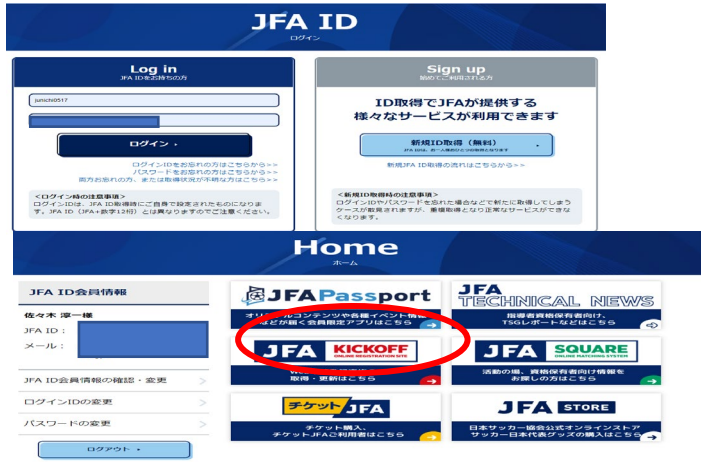 JFA ID
ログイン
Log in
JFA IDをお持ちの方
junichi0517
ログイン
ログインIDをお忘れの方はこちらから>>
パスワードをお忘れの方はこちらから>>
両方お忘れの方、または取得状況が不明な方はこちら>>
<ログイン時の注意事項>
ログインIDは、JFA ID取得時にご自身で設定されたものになりま
す。JFA ID（JFA+数字12桁）とは異なりますのでご注意ください。
Sign up
初めてご利用される方
ID取得でJFAが提供する
様々なサービスが利用できます
新規ID取得（無料）
JFA IDは、お一人様おひとつの取得となります
新規JFA ID取得の流れはこちらから>>
<新規ID取得時の注意事項>
ログインIDやパスワードを忘れた場合などで新たに取得してしまう
ケースが散見されますが、重複取得となり正常なサービスができな
くなります。
Home
ホーム
JFA ID会員情報
佐々木 淳一様
JFA ID：
メール：
JFA ID会員情報の確認・変更
ログインIDの変更
パスワードの変更
ログアウト
JFAPassport
オリジナルコンテンツや各種イベント情報
などが届く会員限定アプリはこちら
JFA
TECHNICAL NEWS
指導者資格保有者向け、
TSGレポートなどはこちら
JFA KICKOFF
ONLINE REGISTRATION SITE
取得・更新はこちら
JFA SQUARE
ONLINE MATCHING SYSTEM
活動の場、資格保有者向け情報を
お探しの方はこちら
チケットJFA
チケット購入、
チケットJFAご利用者はこちら
JFA STORE
日本サッカー協会公式オンラインストア
サッカー日本代表グッズの購入はこちら